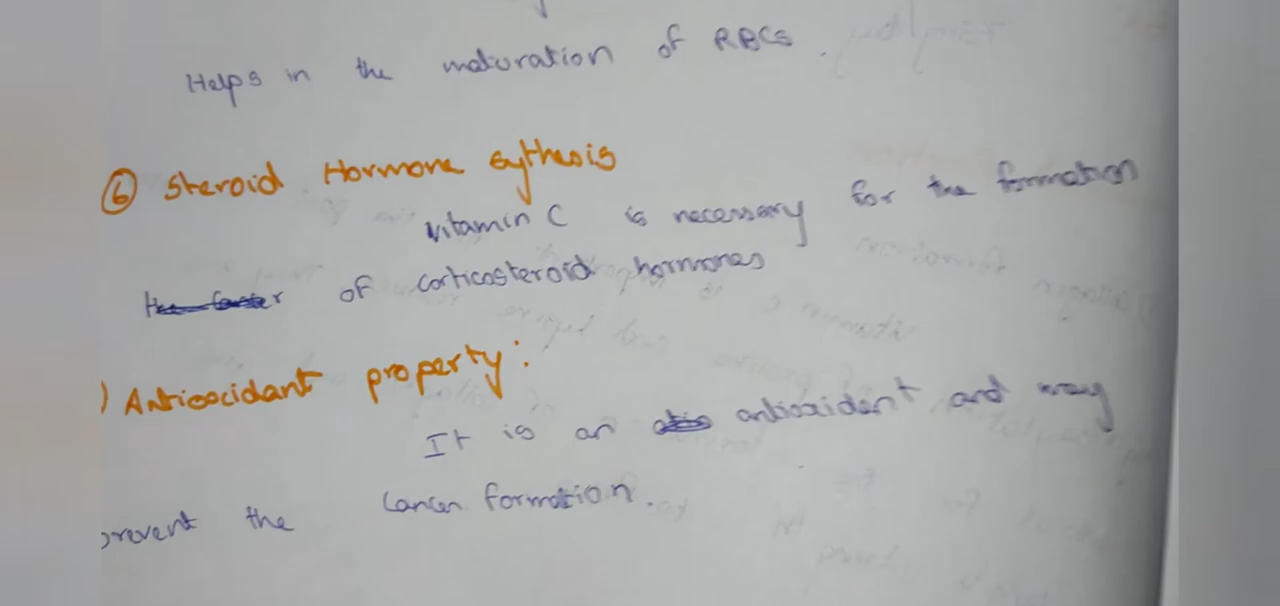 Helps in the maturation of RBCs.
⑥ Steroid Hormone sythesis
vitamin C is necessary for the formation
of corticosteroid hormones
) Antioxidant property:
It is an antioxidant and may
prevent the cancer formation.